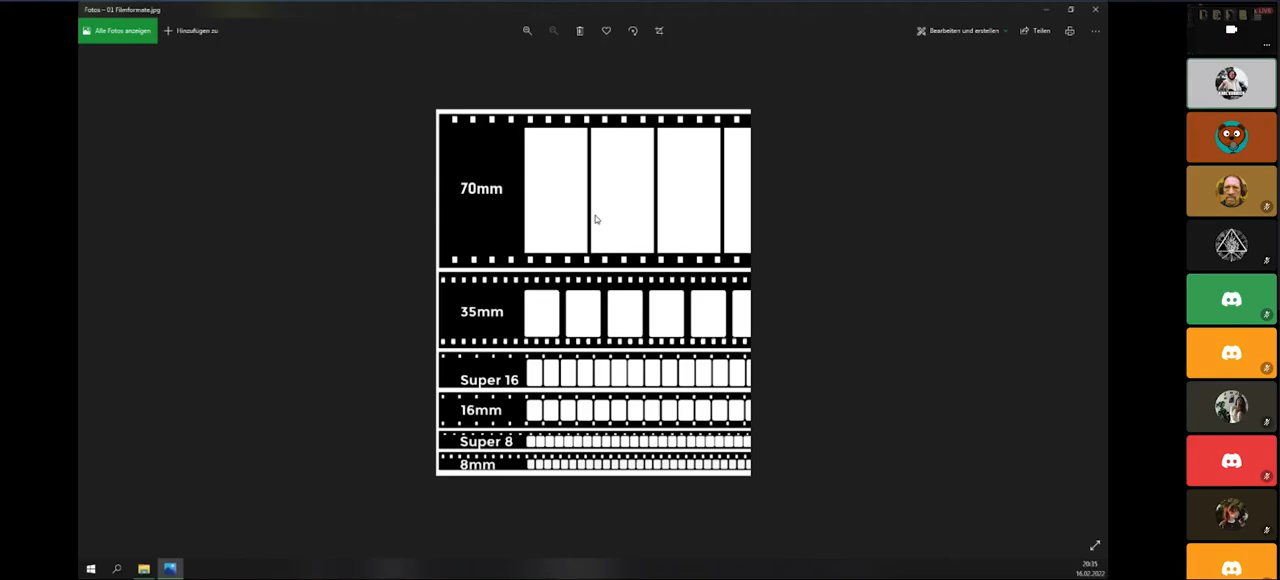 Fotos – 01 Filmformate.jpg
LIVE
Alle Fotos anzeigen
Hinzufügen zu
Bearbeiten und erstellen
Teilen
70mm
35mm
Super 16
16mm
Super 8
8mm
20:35
16.02.2022